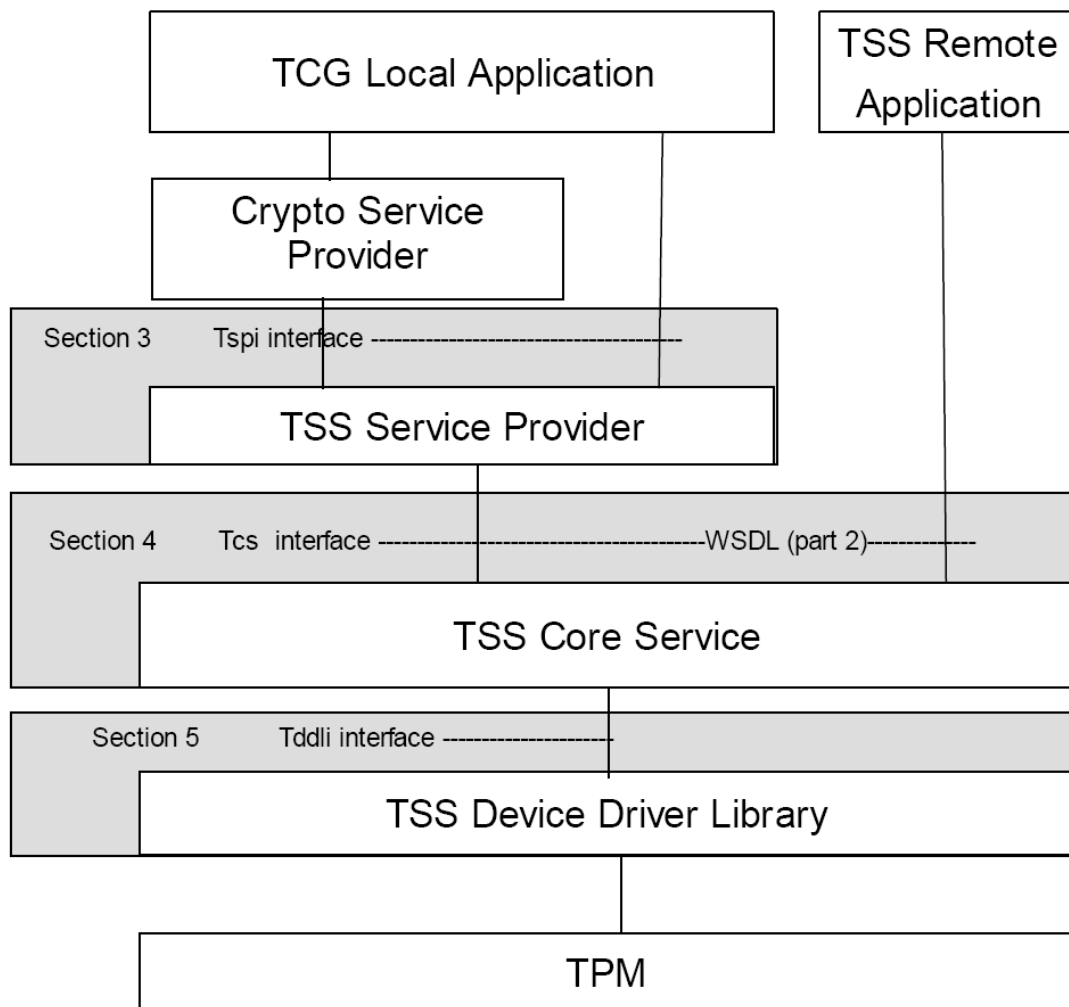 TCG Local Application
TSS Remote
Application
Crypto Service
Provider
Section 3 Tspi interface ----------------------------------------
TSS Service Provider
Section 4 Tcs interface ------------------------------------------WSDL (part 2)--------------
TSS Core Service
Section 5 Tddli interface ----------------------
TSS Device Driver Library
TPM